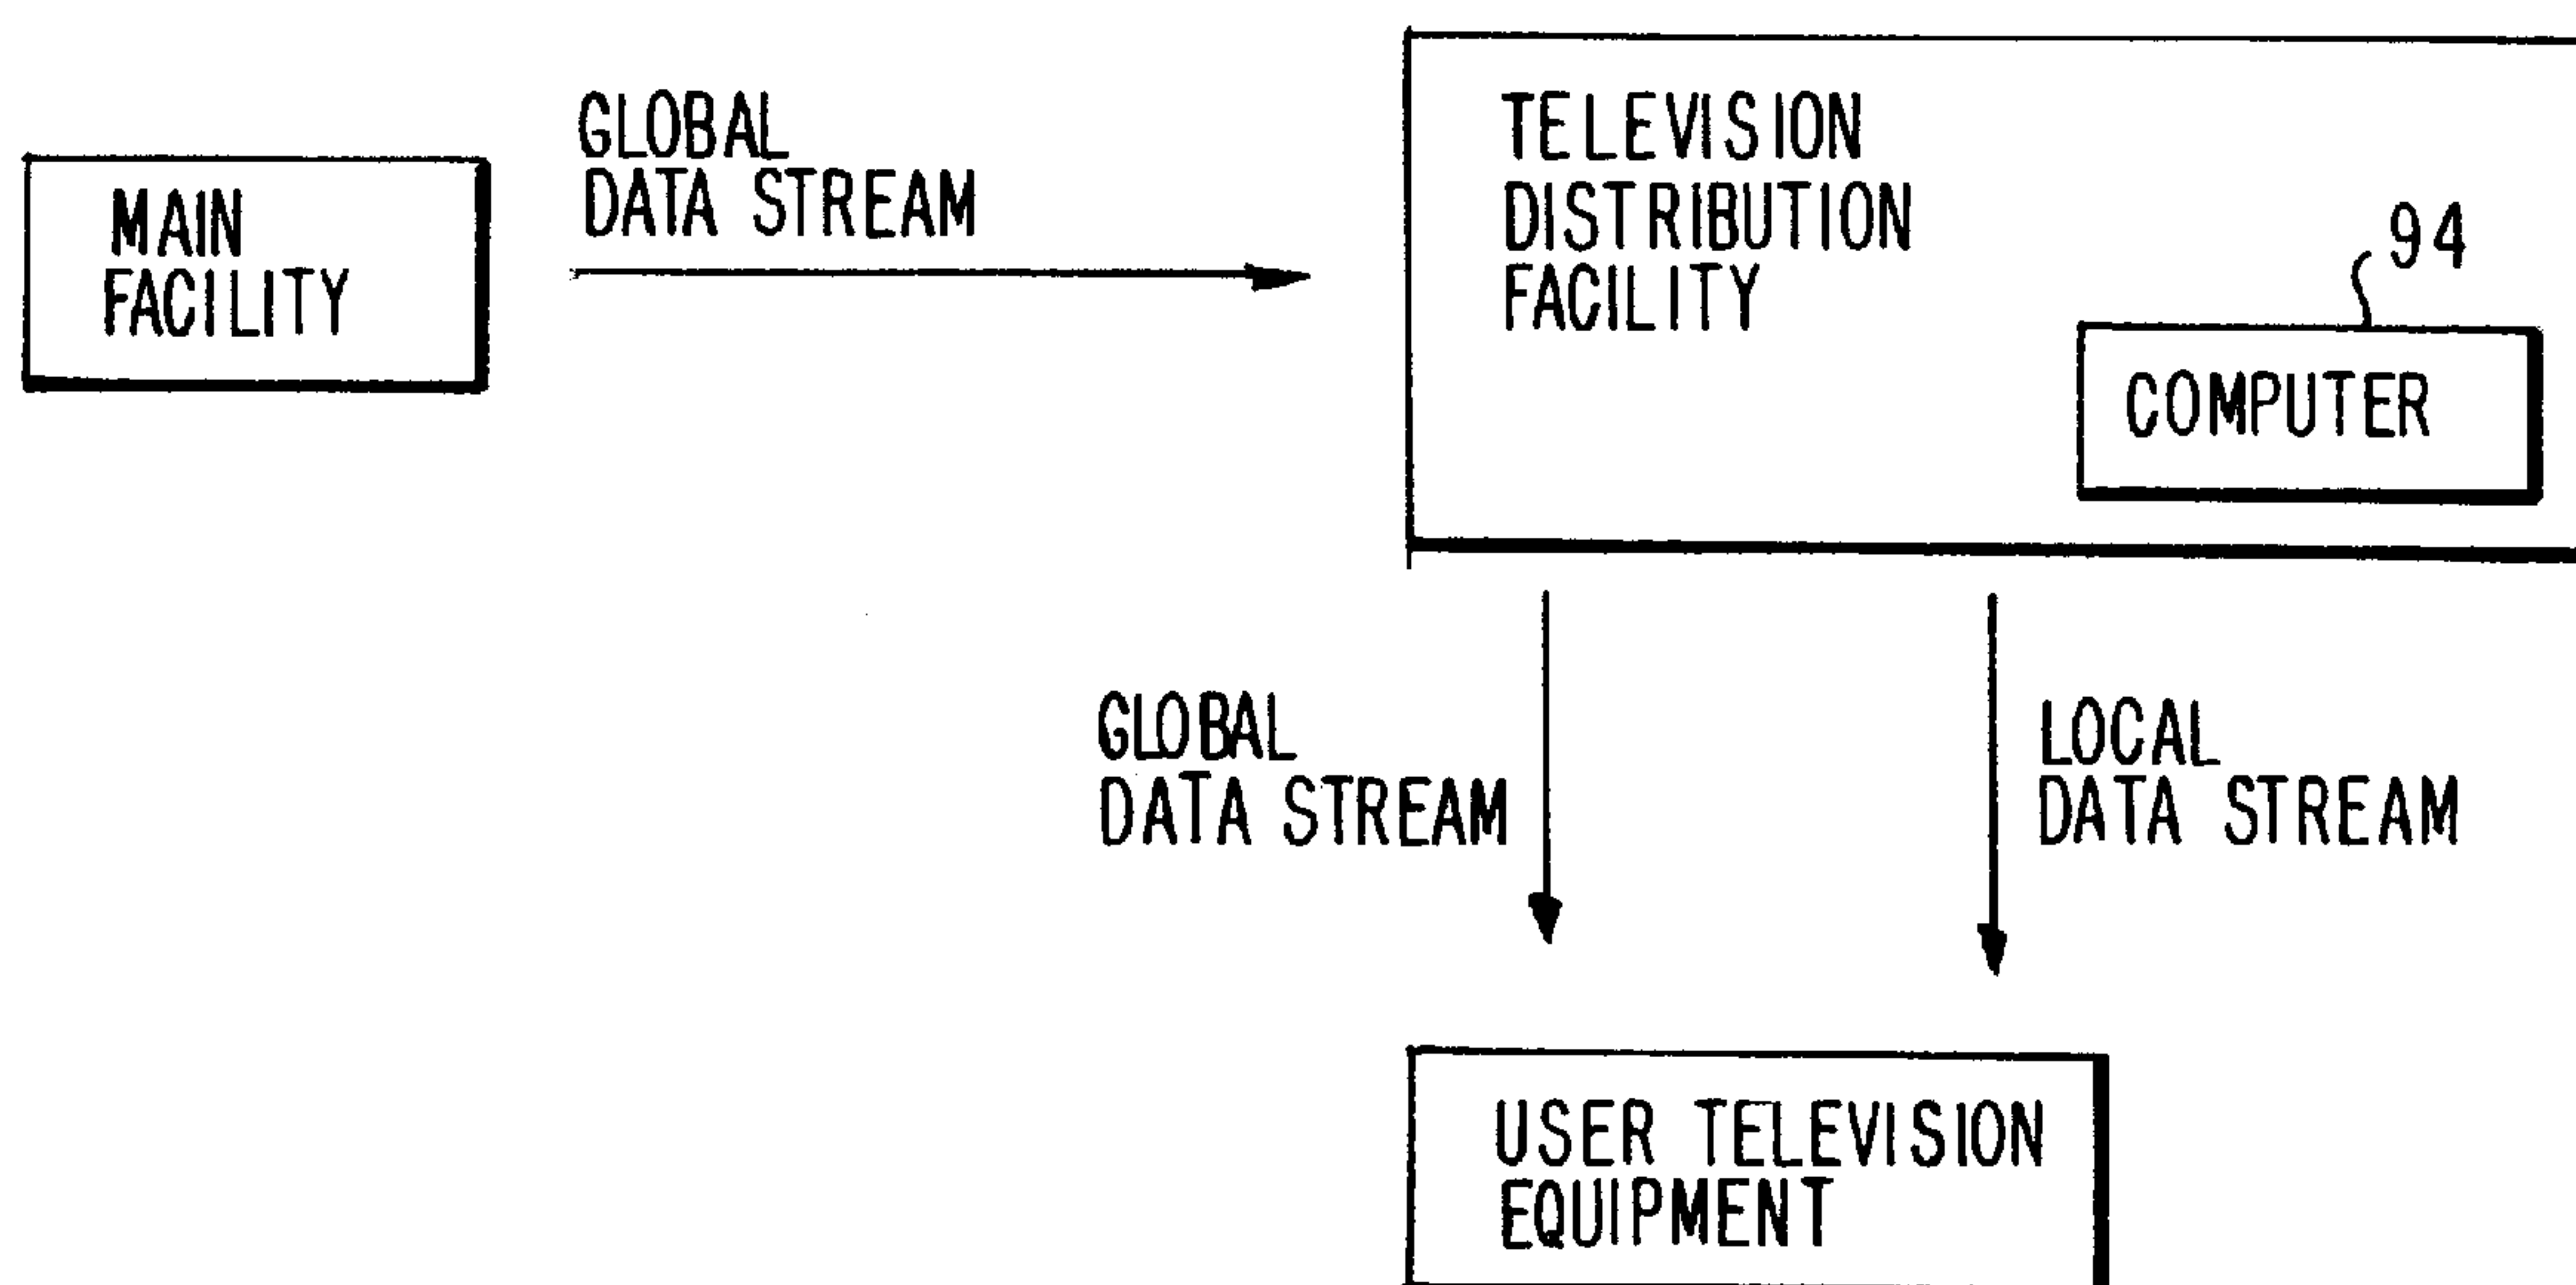 MAIN
FACILITY
GLOBAL
DATA STREAM
TELEVISION
DISTRIBUTION
FACILITY
94
COMPUTER
GLOBAL
DATA STREAM
LOCAL
DATA STREAM
USER TELEVISION
EQUIPMENT